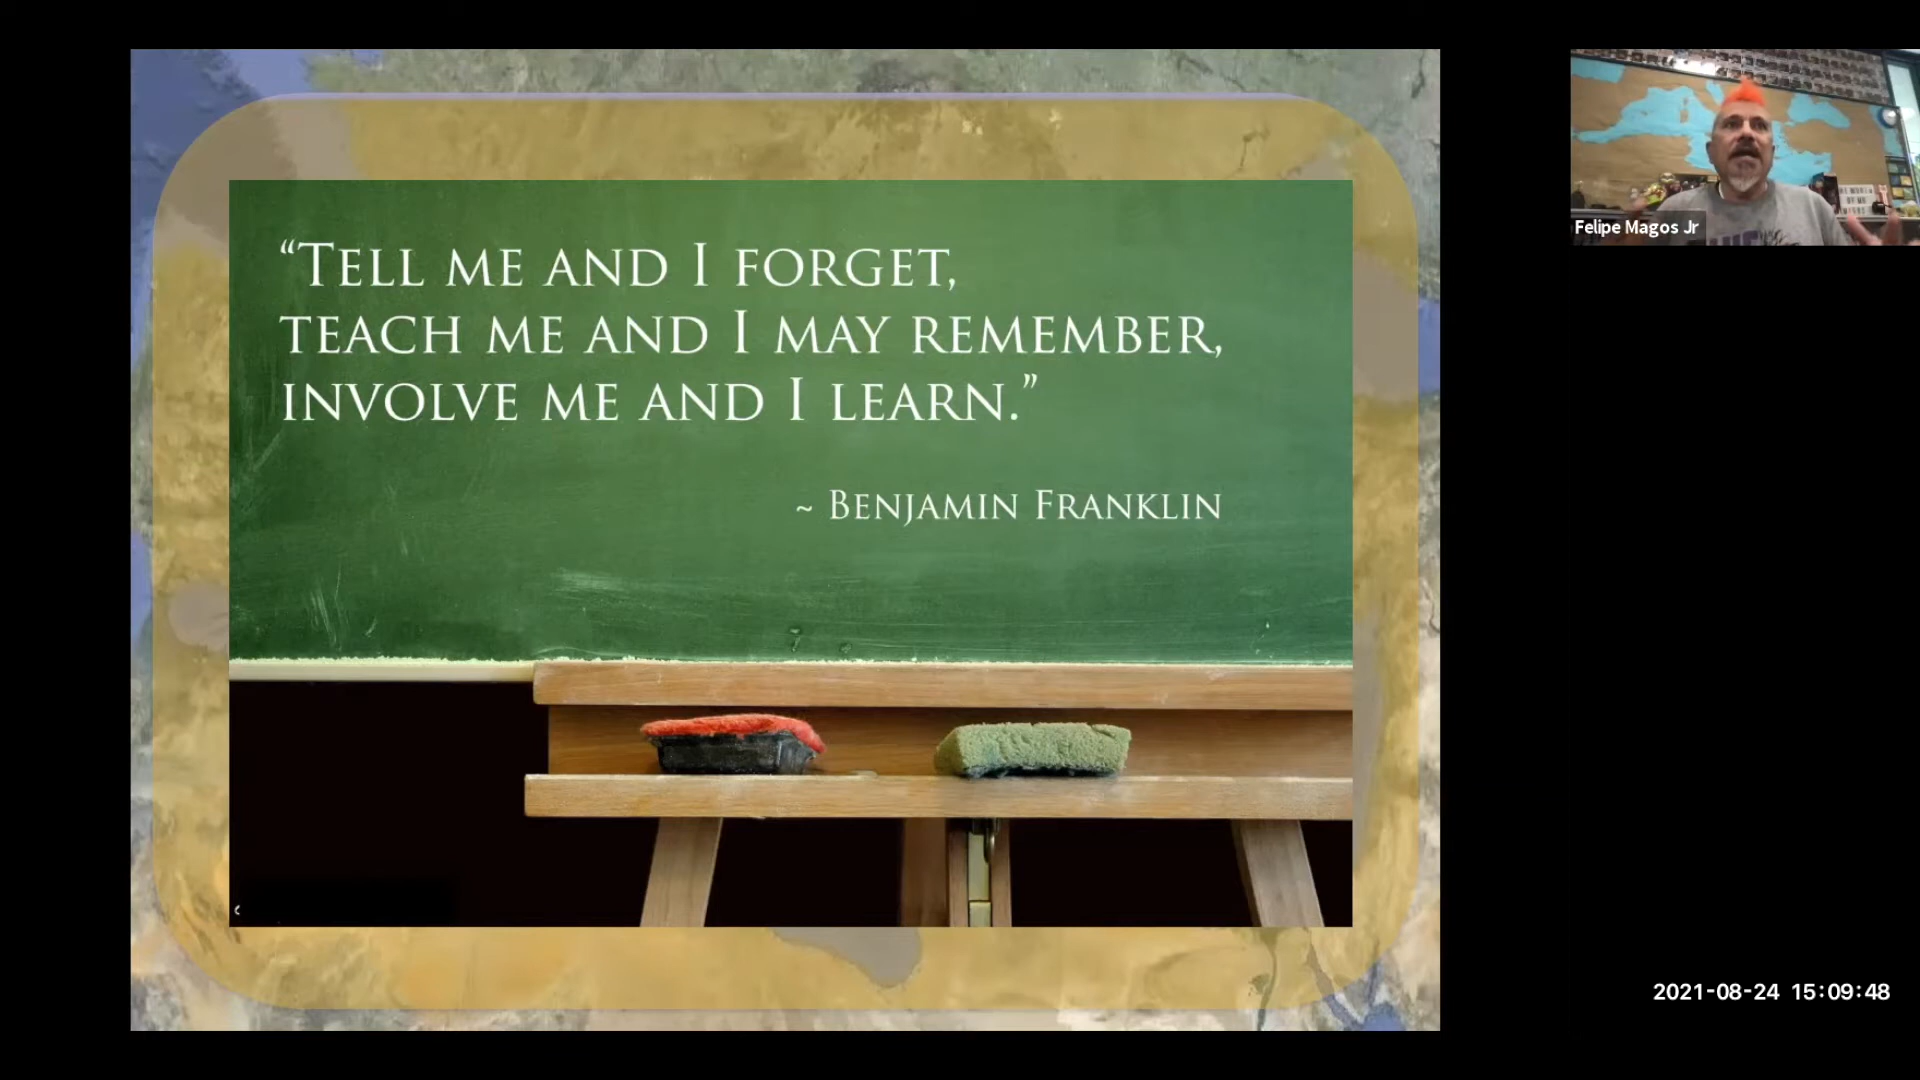 “Tell me and I forget,
teach me and I may remember,
involve me and I learn.”
~ Benjamin Franklin
Felipe Magos Jr
2021-08-24 15:09:48